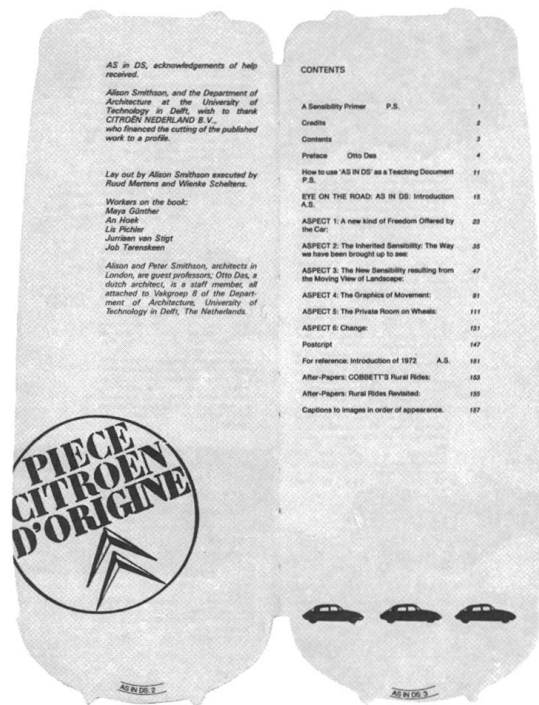 AS in DS, acknowledgements of help
received.
Alison Smithson, and the Department of
Architecture at the University of
Technology in Delft, wish to thank
CITROËN NEDERLAND B.V.,
who financed the cutting of the published
work to a profile.
Lay out by Alison Smithson executed by
Ruud Mertens and Wienke Scheltens.
Workers on the book:
Maya Günther
An Hoek
Lis Pichler
Jurriaan van Stigt
Job Terenskeen
Alison and Peter Smithson, architects in
London, are guest professors; Otto Das, a
dutch architect, is a staff member, all
attached to Vakgroep 8 of the Depart-
ment of Architecture, University of
Technology in Delft, The Netherlands.
PIECE
CITROËN
D'ORIGINE
AS IN DS: 2
CONTENTS
A Sensibility Primer P.S. 1
Credits 2
Contents 3
Preface Otto Das 4
How to use 'AS IN DS' as a Teaching Document 11
P.S.
EYE ON THE ROAD: AS IN DS: Introduction 15
A.S.
ASPECT 1: A new kind of Freedom Offered by 23
the Car:
ASPECT 2: The Inherited Sensibility: The Way 35
we have been brought up to see:
ASPECT 3: The New Sensibility resulting from 47
the Moving View of Landscape:
ASPECT 4: The Graphics of Movement: 91
ASPECT 5: The Private Room on Wheels: 111
ASPECT 6: Change: 131
Postcript 147
For reference: Introduction of 1972 A.S. 151
After-Papers: COBBETT'S Rural Rides: 153
After-Papers: Rural Rides Revisited: 155
Captions to images in order of appearance. 157
AS IN DS: 3